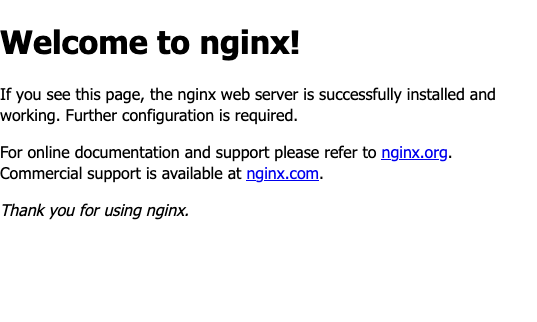 Welcome to nginx!
If you see this page, the nginx web server is successfully installed and
working. Further configuration is required.
For online documentation and support please refer to nginx.org.
Commercial support is available at nginx.com.
Thank you for using nginx.